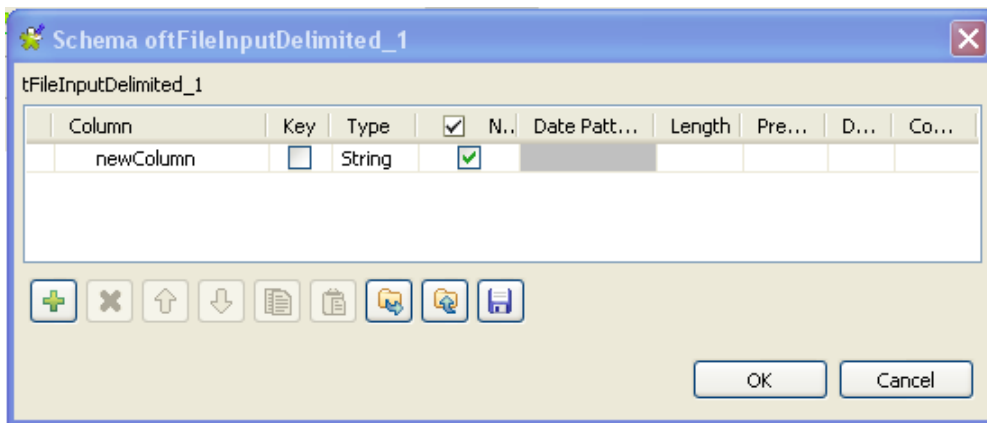 Schema oftFileInputDelimited_1
tFileInputDelimited_1
Column Key Type N.. Date Patt... Length Pre... D... Co...
newColumn String
OK Cancel